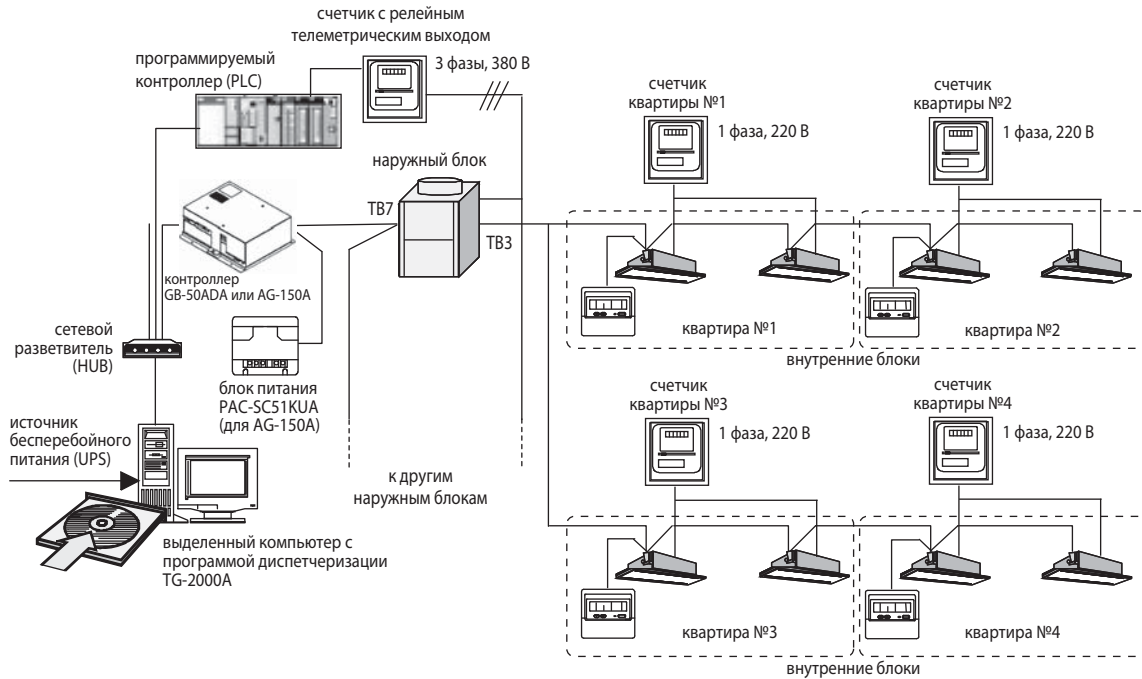 счетчик с релейным
телеметрическим выходом
программируемый
контроллер (PLC)
3 фазы, 380 В
наружный блок
TB7
TB3
контроллер
GB-50ADA или AG-150A
сетевой
разветвитель
(HUB)
блок питания
PAC-SC51KUA
(для AG-150A)
источник
бесперебойного
питания (UPS)
к другим
наружным блокам
выделенный компьютер с
программой диспетчеризации
TG-2000A
счетчик
квартиры №1
1 фаза, 220 В
счетчик
квартиры №2
1 фаза, 220 В
квартира №1
квартира №2
внутренние блоки
счетчик
квартиры №3
1 фаза, 220 В
счетчик
квартиры №4
1 фаза, 220 В
квартира №3
квартира №4
внутренние блоки